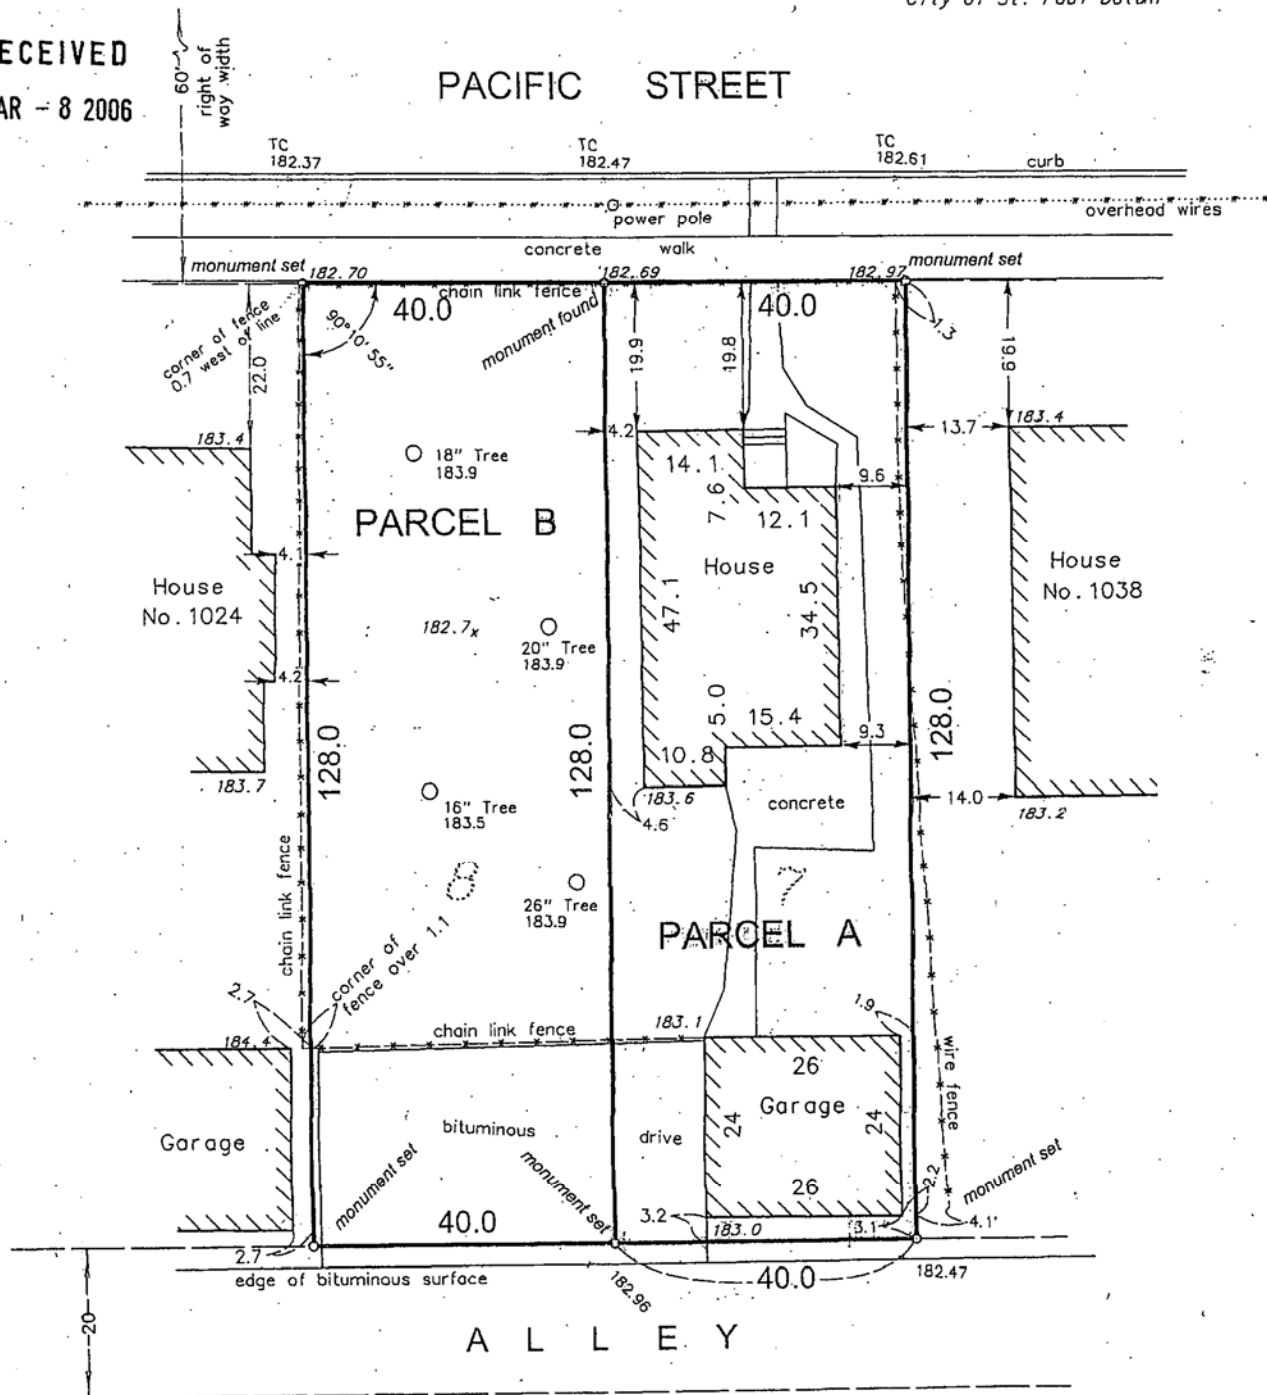 ECEIVED
AR - 8 2006
60'
right of
way width
PACIFIC STREET
TC
182.37
TC
182.47
TC
182.61
curb
power pole
overhead wires
concrete walk
monument set
182.70
182.69
182.97
monument set
chain link fence
40.0
40.0
90°10'55"
monument found
corner of fence
0.7 west of line
22.0
19.9
19.8
1.3
19.9
183.4
4.2
14.1
7.6
12.1
9.6
13.7
183.4
18" Tree
183.9
PARCEL B
4.1
House
No. 1024
182.7x
20" Tree
183.9
House
47.1
34.5
House
No. 1038
4.2
5.0
15.4
128.0
128.0
128.0
9.3
10.8
183.7
183.6
4.6
concrete
14.0
183.2
16" Tree
183.5
8
7
26" Tree
183.9
PARCEL A
chain link fence
corner of
fence over 1.1
2.7
184.4
chain link fence
183.1
1.9
wire fence
26
Garage
24
24
26
Garage
bituminous
drive
monument set
monument set
monument set
40.0
3.2
183.0
3.1
2.2
4.1'
2.7
edge of bituminous surface
182.96
40.0
182.47
20
ALLEY